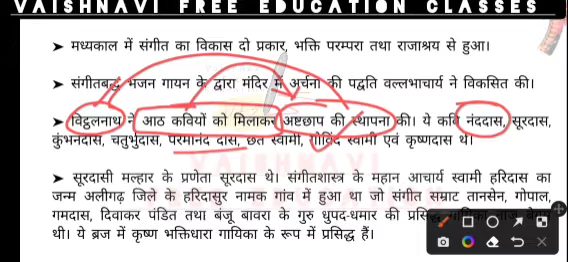 VAISHNAVI FREE EDUCATION CLASSES
➤ मध्यकाल में संगीत का विकास दो प्रकार, भक्ति परम्परा तथा राजाश्रय से हुआ।
➤ संगीतबद्ध भजन गायन के द्वारा मंदिर में अर्चना की पद्वति वल्लभाचार्य ने विकसित की।
➤ विट्ठलनाथ ने आठ कवियों को मिलाकर अष्टछाप की स्थापना की। ये कवि नंददास, सूरदास,
कुंभनदास, चतुर्भुदास, परमानंद दास, छत स्वामी, गोविंद स्वामी एवं कृष्णदास थे।
VAISHNAVI
➤ सूरदासी मल्हार के प्रणेता सूरदास थे। संगीतशास्त्र के महान आचार्य स्वामी हरिदास का
जन्म अलीगढ़ जिले के हरिदासुर नामक गांव में हुआ था जो संगीत सम्राट तानसेन, गोपाल,
गमदास, दिवाकर पंडित तथा बंजू बावरा के गुरु धुपद-धमार की
थी। ये ब्रज में कृष्ण भक्तिधारा गायिका के रूप में प्रसिद्ध हैं।